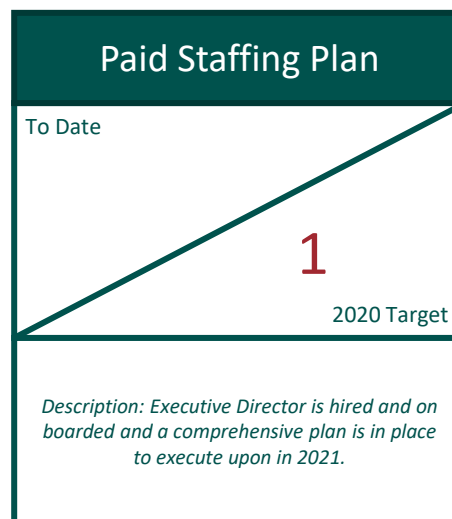 Paid Staffing Plan
To Date
1
2020 Target
Description: Executive Director is hired and on
boarded and a comprehensive plan is in place
to execute upon in 2021.